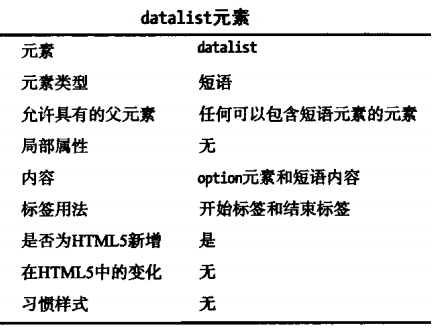 datalist元素
元素 datalist
元素类型 短语
允许具有的父元素 任何可以包含短语元素的元素
局部属性 无
内容 option元素和短语内容
标签用法 开始标签和结束标签
是否为HTML5新增 是
在HTML5中的变化 无
习惯样式 无